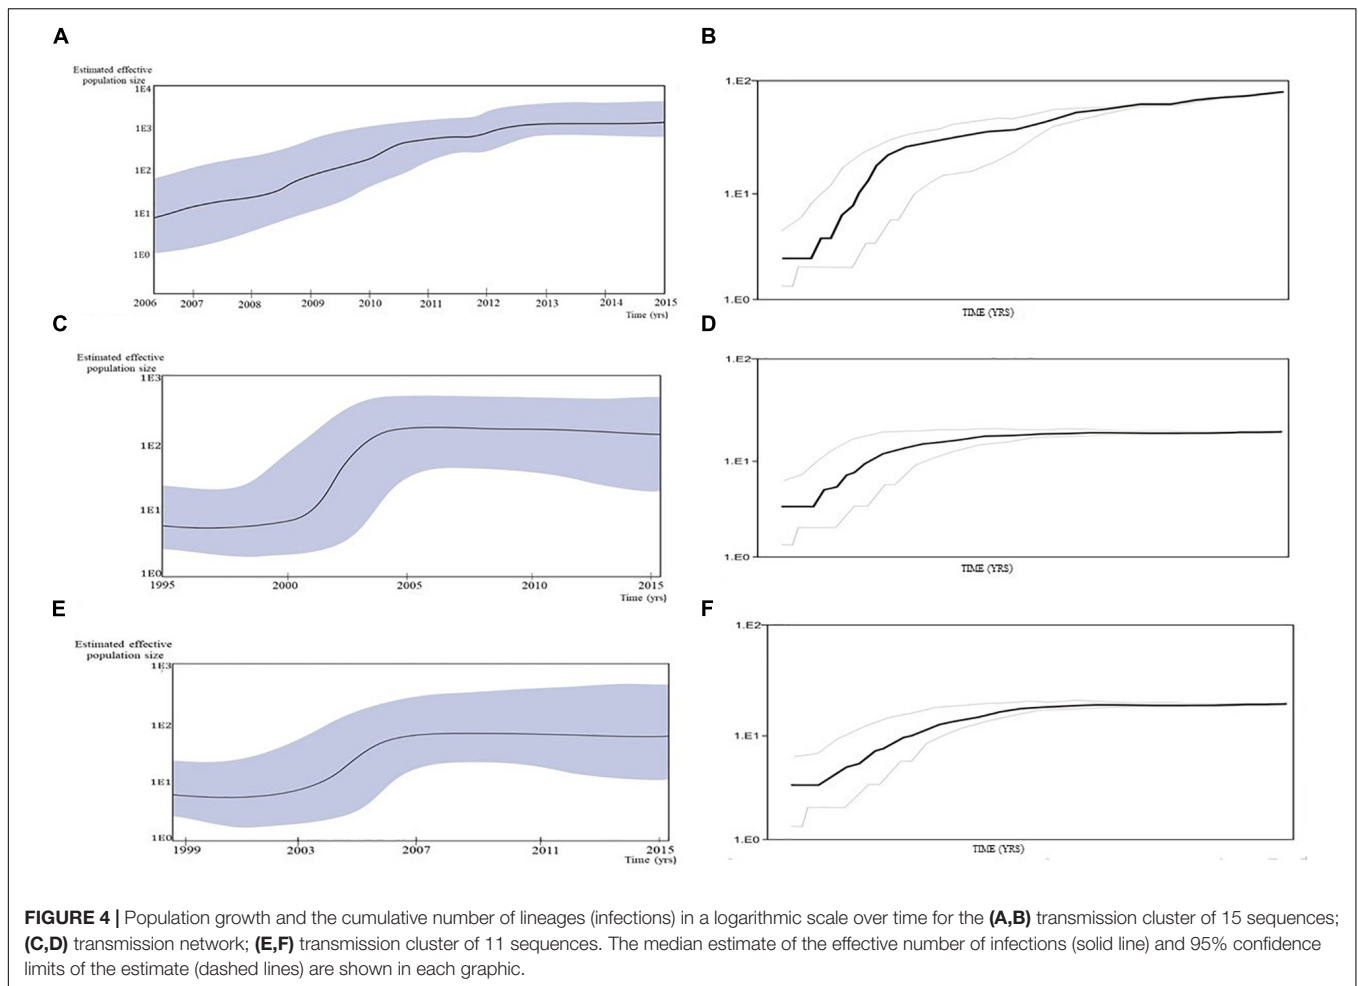 A
Estimated effective
population size
1E4
1E3
1E2
1E1
1E0
2006 2007 2008 2009 2010 2011 2012 2013 2014 2015
Time (yrs)
B
1.E2
1.E1
1.E0
TIME (YRS)
C
Estimated effective
population size
1E3
1E2
1E1
1E0
1995 2000 2005 2010 2015
Time (yrs)
D
1.E2
1.E1
1.E0
TIME (YRS)
E
Estimated effective
population size
1E3
1E2
1E1
1E0
1999 2003 2007 2011 2015
Time (yrs)
F
1.E2
1.E1
1.E0
TIME (YRS)
FIGURE 4 | Population growth and the cumulative number of lineages (infections) in a logarithmic scale over time for the (A,B) transmission cluster of 15 sequences;
(C,D) transmission network; (E,F) transmission cluster of 11 sequences. The median estimate of the effective number of infections (solid line) and 95% confidence
limits of the estimate (dashed lines) are shown in each graphic.